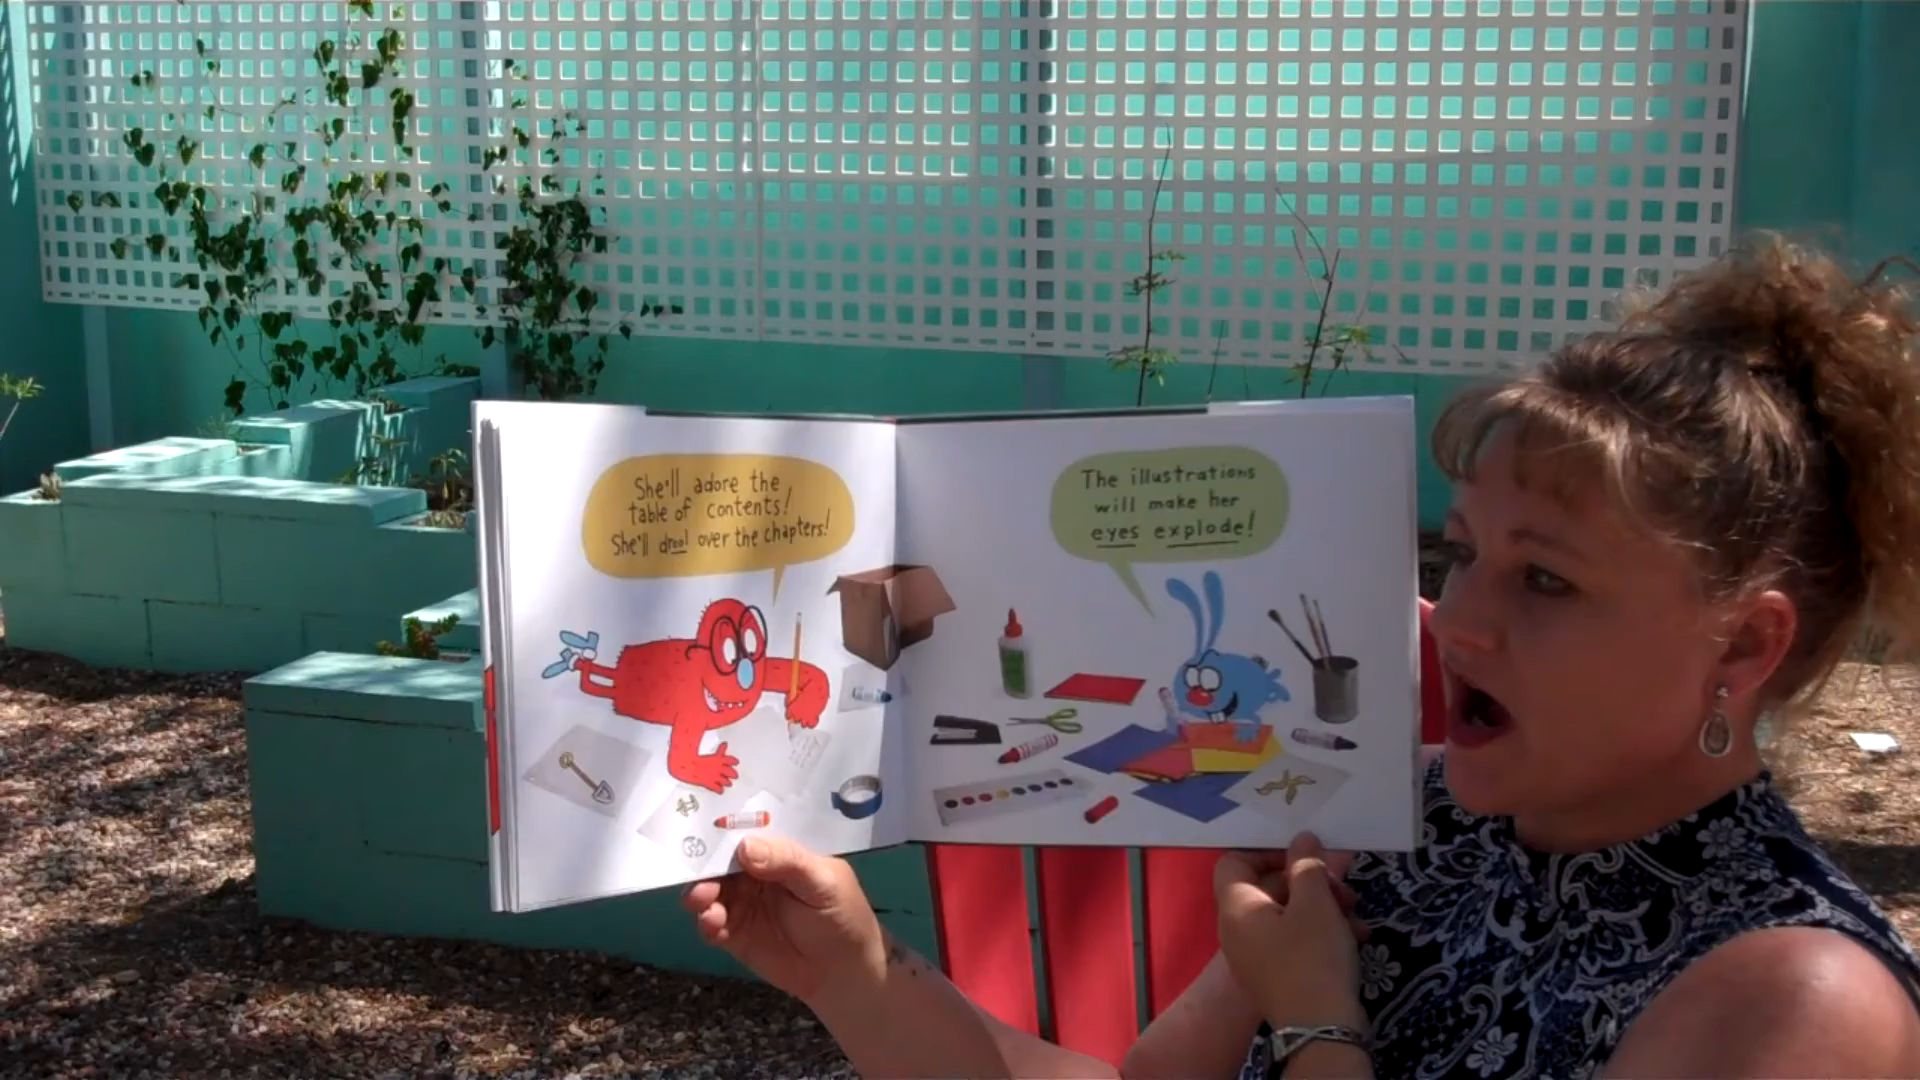 She'll adore the
table of contents!
She'll drool over the chapters!
The illustrations
will make her
eyes explode!